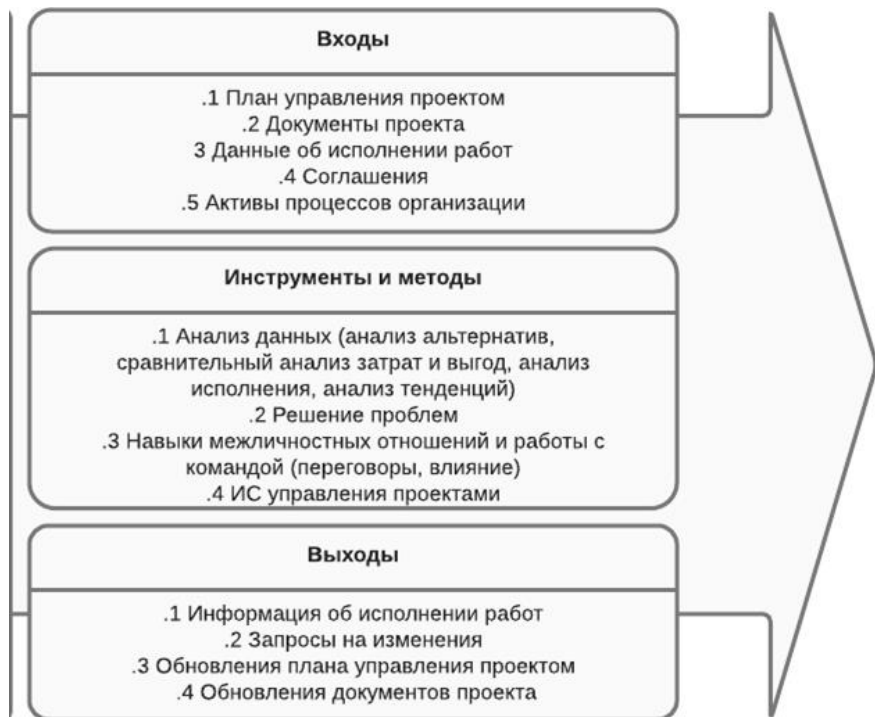 Входы
.1 План управления проектом
.2 Документы проекта
3 Данные об исполнении работ
.4 Соглашения
.5 Активы процессов организации
Инструменты и методы
.1 Анализ данных (анализ альтернатив,
сравнительный анализ затрат и выгод, анализ
исполнения, анализ тенденций)
.2 Решение проблем
.3 Навыки межличностных отношений и работы с
командой (переговоры, влияние)
.4 ИС управления проектами
Выходы
.1 Информация об исполнении работ
.2 Запросы на изменения
.3 Обновления плана управления проектом
.4 Обновления документов проекта